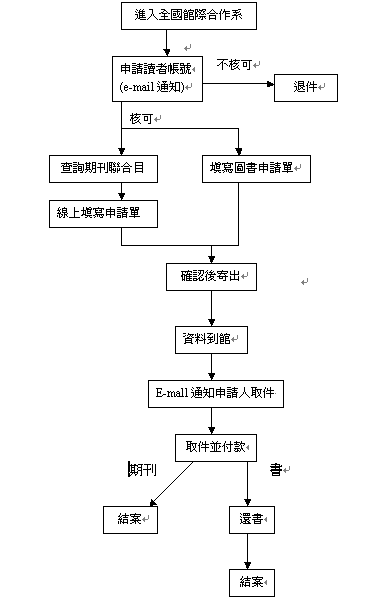 進入全國館際合作系
申請讀者帳號
(e-mail 通知)
不核可
退件
核可
查詢期刊聯合目
填寫圖書申請單
線上填寫申請單
確認後寄出
資料到館
E-mall 通知申請人取件
取件並付款
期刊
書
結案
還書
結案